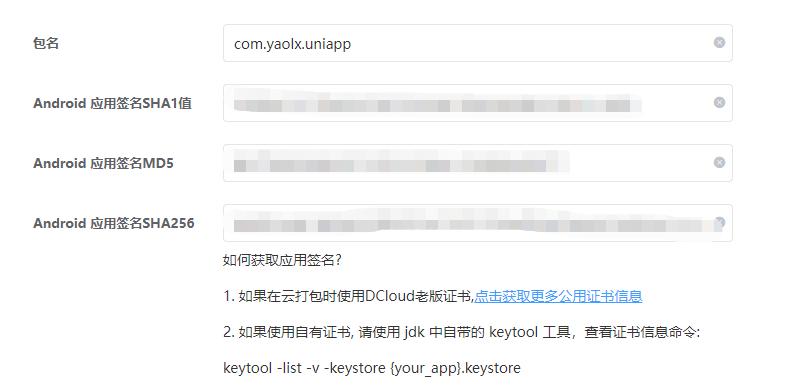 包名
com.yaolx.uniapp
Android 应用签名SHA1值
Android 应用签名MD5
Android 应用签名SHA256
如何获取应用签名?
1. 如果在云打包时使用DCloud老版证书,点击获取更多公用证书信息
2. 如果使用自有证书, 请使用 jdk 中自带的 keytool 工具，查看证书信息命令:
keytool -list -v -keystore {your_app}.keystore